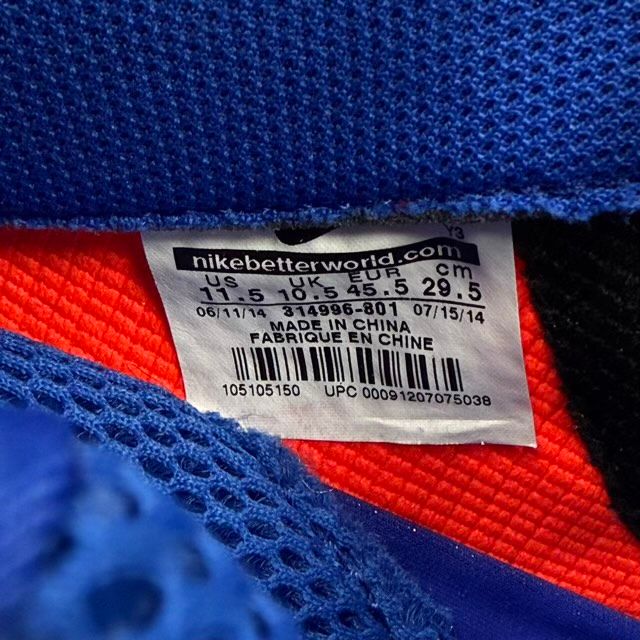 Y3
nikebetterworld.com
US UK EUR cm
11.5 10.5 45.5 29.5
06/11/14 314996-801 07/15/14
MADE IN CHINA
FABRIQUE EN CHINE
105105150 UPC 00091207075038